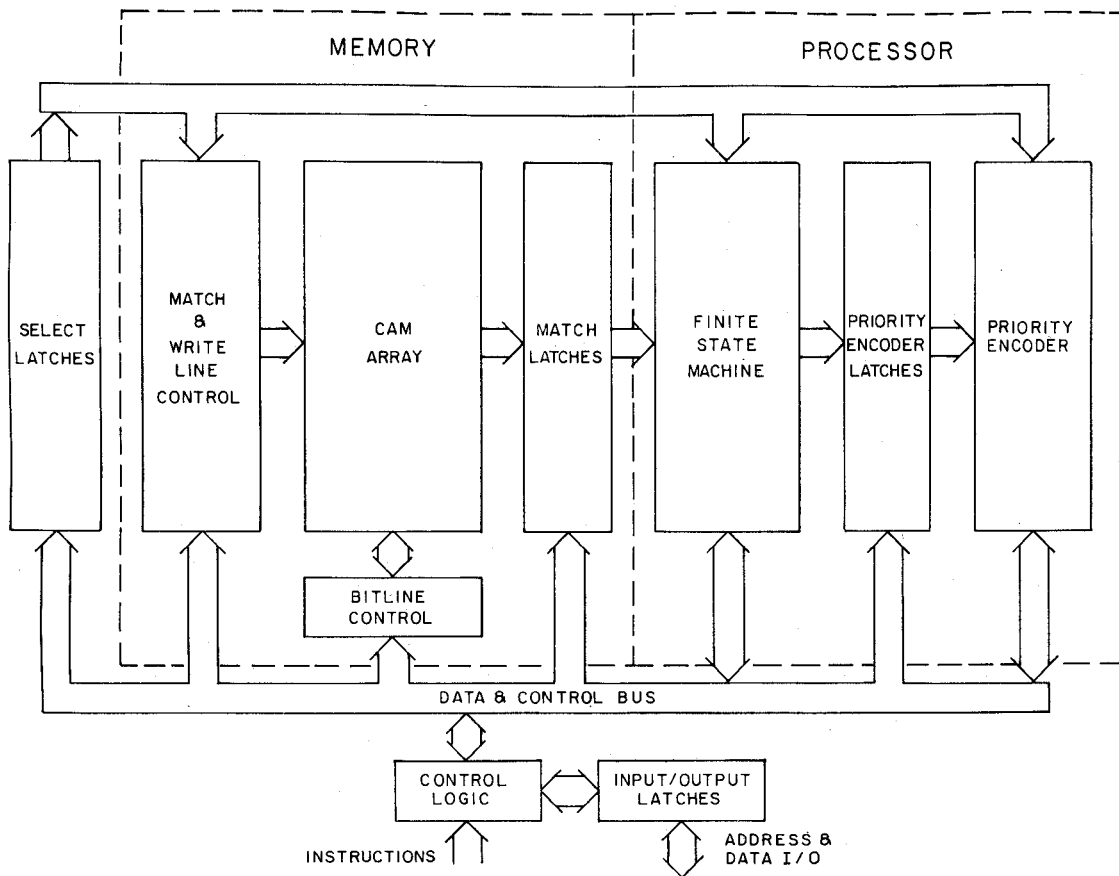 MEMORY
PROCESSOR
SELECT
LATCHES
MATCH
&
WRITE
LINE
CONTROL
CAM
ARRAY
MATCH
LATCHES
FINITE
STATE
MACHINE
PRIORITY
ENCODER
LATCHES
PRIORITY
ENCODER
BITLINE
CONTROL
DATA & CONTROL BUS
CONTROL
LOGIC
INPUT/OUTPUT
LATCHES
INSTRUCTIONS
ADDRESS &
DATA I/O